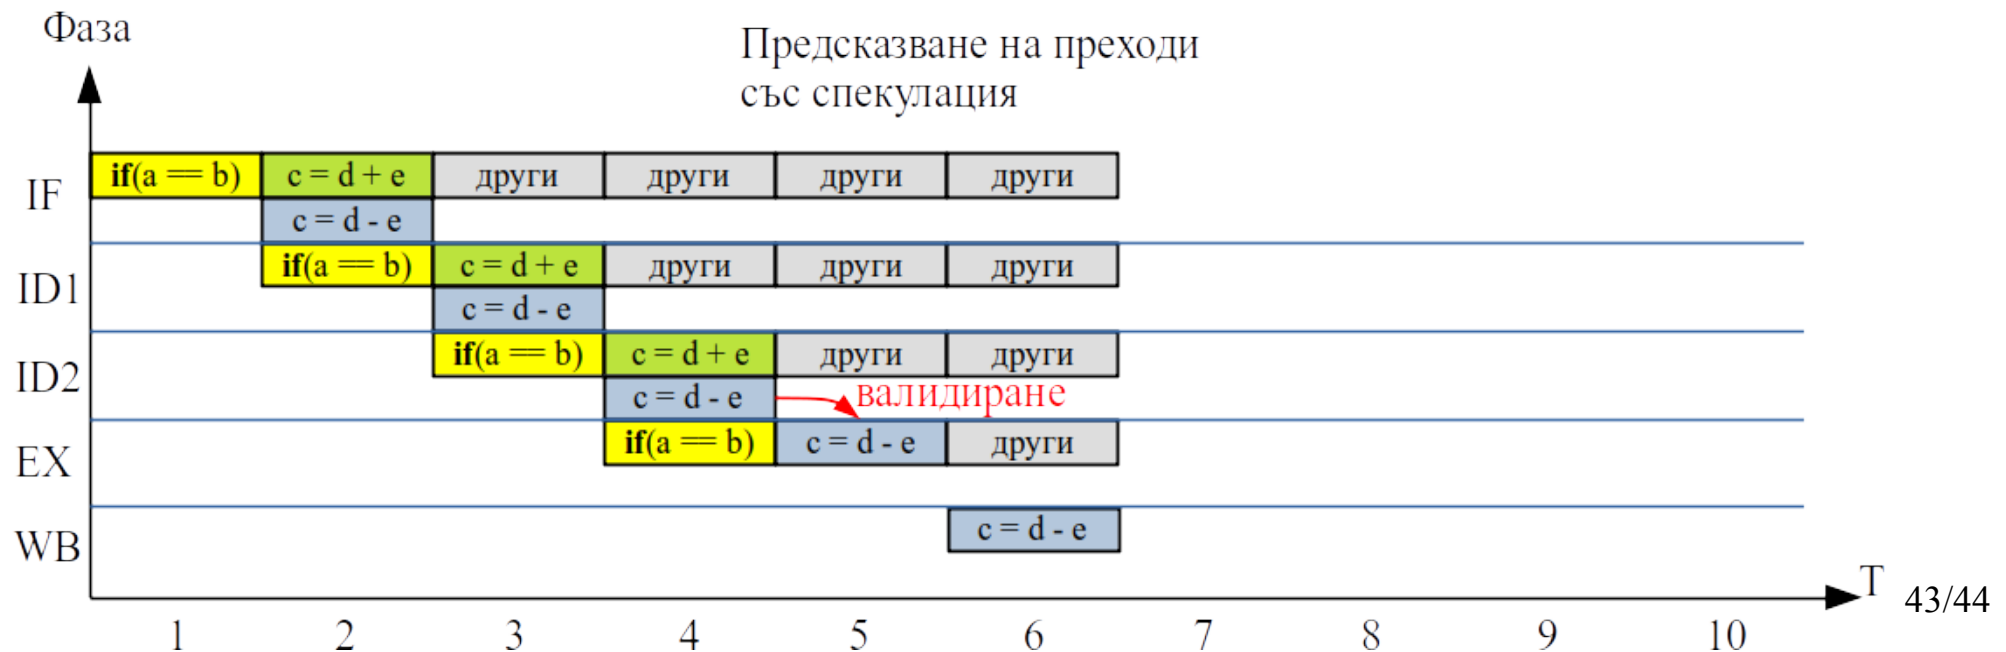 Фаза
Предсказване на преходи
със спекулация
IF
if(a == b) c = d + e други други други други
c = d - e
ID1
if(a == b) c = d + e други други други
c = d - e
ID2
if(a == b) c = d + e други други
c = d - e валидиране
EX
if(a == b) c = d - e други
WB
c = d - e
T
43/44
1 2 3 4 5 6 7 8 9 10